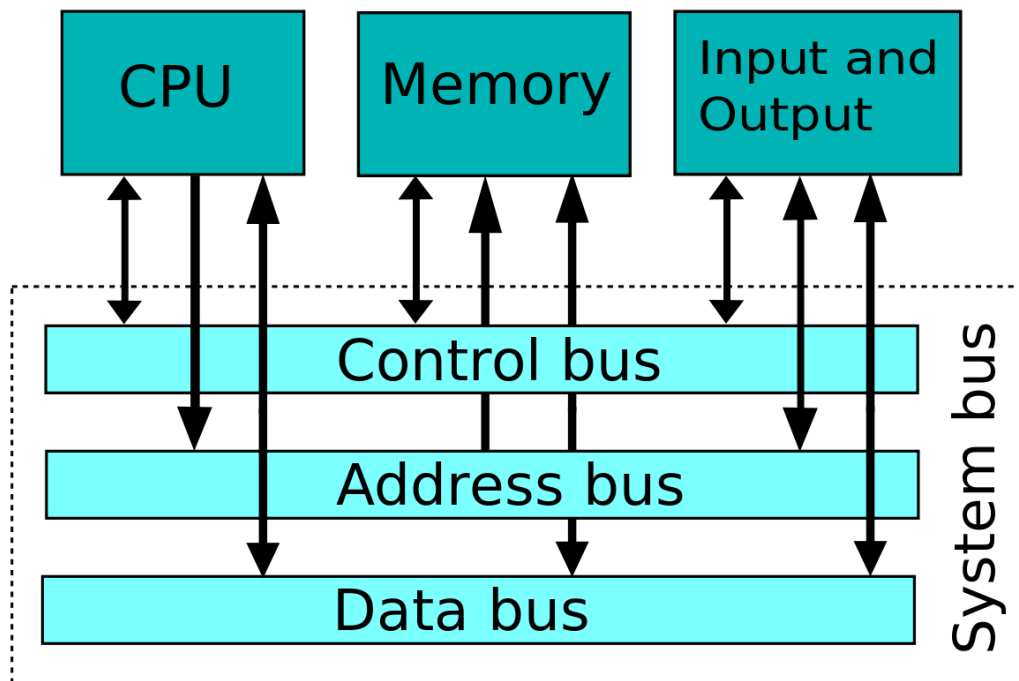 CPU
Memory
Input and
Output
Control bus
Address bus
Data bus
System bus